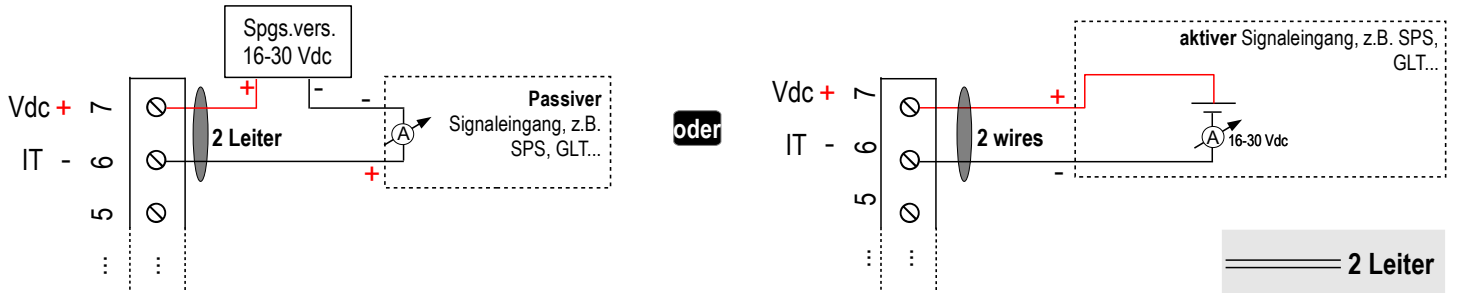 Spgs.vers.
16-30 Vdc
+
-
-
Vdc + 7
2 Leiter
A
Passiver
Signaleingang, z.B.
SPS, GLT...
IT - 6
+
5
...
...
oder
aktiver Signaleingang, z.B. SPS,
GLT...
Vdc + 7
+
2 wires
A
16-30 Vdc
IT - 6
-
5
...
...
2 Leiter